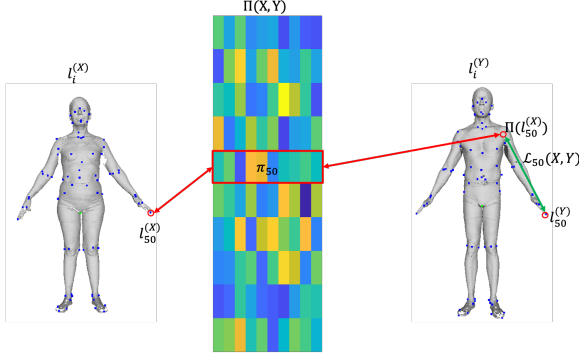 Π(X,Y)
l_i^(X)
l_i^(Y)
Π(l_50^(X))
π_50
ℒ_50(X,Y)
l_50^(X)
l_50^(Y)